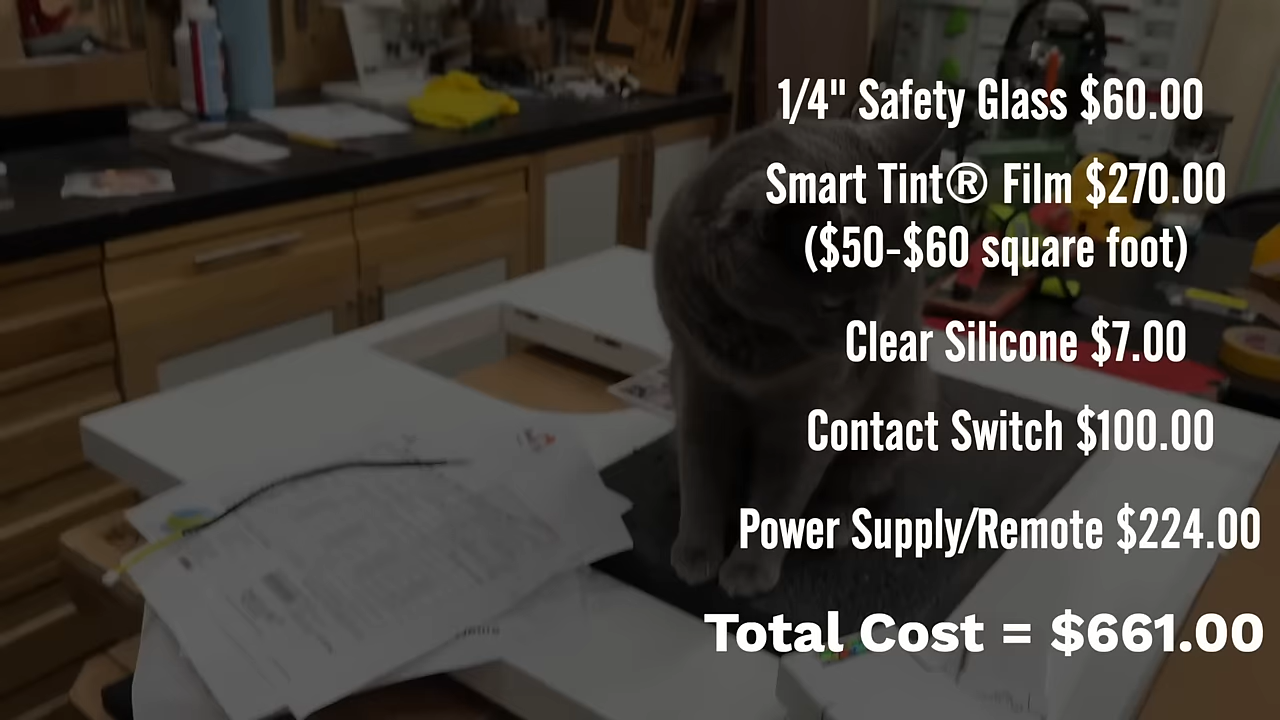 1/4" Safety Glass $60.00
Smart Tint® Film $270.00
($50-$60 square foot)
Clear Silicone $7.00
Contact Switch $100.00
Power Supply/Remote $224.00
Total Cost = $661.00